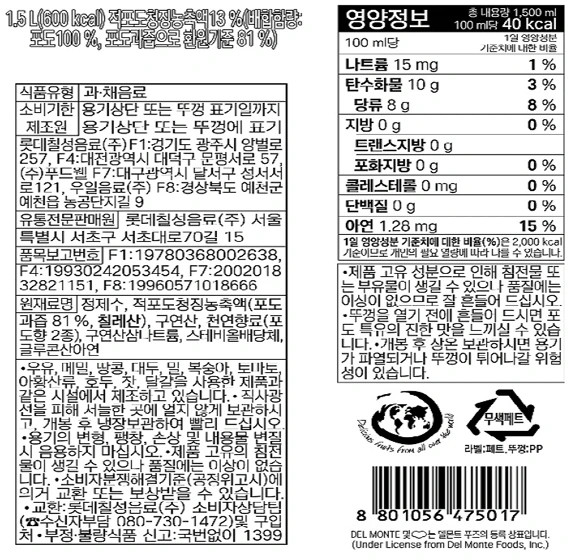 1.5 L(600 kcal) 적포도청징농축액13 %(배합함량:
포도100 %, 포도과즙으로 환원기준 81 %)
식품유형 과·채음료
소비기한 용기상단 또는 뚜껑 표기일까지
제조원 용기상단 또는 뚜껑에 표기
롯데칠성음료(주) F1:경기도 광주시 양벌로
257, F4:대전광역시 대덕구 문평서로 57,
(수)푸드웰 F7:대구광역시 달서구 성서서
로121, 우일음료(주) F8:경상북도 예천군
예천읍 농공단지길 9
유통전문판매원 롯데칠성음료(주) 서울
특별시 서초구 서초대로70길 15
품목보고번호 F1:19780368002638,
F4:19930242053454, F7:2002018
32821151, F8:19960571018666
원재료명 정제수, 적포도청징농축액(포도
과즙 81%, 칠레산), 구연산, 천연향료(포
도향 2종), 구연산삼나트륨, 스테비올배당체,
글루콘산아연
•우유, 메밀, 땅콩, 대두, 밀, 복숭아, 토마토,
아황산류, 호두, 잣, 달걀을 사용한 제품과
같은 시설에서 제조하고 있습니다. •직사광
선을 피해 서늘한 곳에 얼지 않게 보관하시
고, 개봉 후 냉장보관하여 빨리 드십시오.
•용기의 변형, 팽창, 손상 및 내용물 변질
시 음용하지 마십시오. •제품 고유의 침전
물이 생길 수 있으나 품질에는 이상이 없습
니다. •소비자분쟁해결기준(공정위고시)에
의거 교환 또는 보상받을 수 있습니다.
•교환:롯데칠성음료(주) 소비자상담팀
(☎수신자부담 080-730-1472)및 구입
처 •부정·불량식품 신고:국번없이 1399
영양정보 총 내용량 1,500 ml
100 ml당 40 kcal
100 ml당 1일 영양성분
기준치에 대한 비율
나트륨 15 mg 1 %
탄수화물 10 g 3 %
당류 8 g 8 %
지방 0 g 0 %
트랜스지방 0 g
포화지방 0 g 0 %
콜레스테롤 0 mg 0 %
단백질 0 g 0 %
아연 1.28 mg 15 %
1일 영양성분 기준치에 대한 비율(%)은 2,000 kcal
기준이므로 개인의 필요 열량에 따라 다를 수 있습니다.
•제품 고유 성분으로 인해 침전물 또
는 부유물이 생길 수 있으나 품질에는
이상이 없으므로 잘 흔들어 드십시오.
•뚜껑을 열기 전에 흔들어 드시면 포
도 특유의 진한 맛을 느끼실 수 있습니
다. •개봉 후 상온 보관하시면 용기
가 파열되거나 뚜껑이 튀어나갈 위험
성이 있습니다.
Delicious fruits from all over the world
무색페트
라벨:페트, 뚜껑:PP
8 801056 475017
DEL MONTE 및 는 델몬트 푸즈의 등록 상표입니다.
(Under License from Del Monte Foods, Inc.)